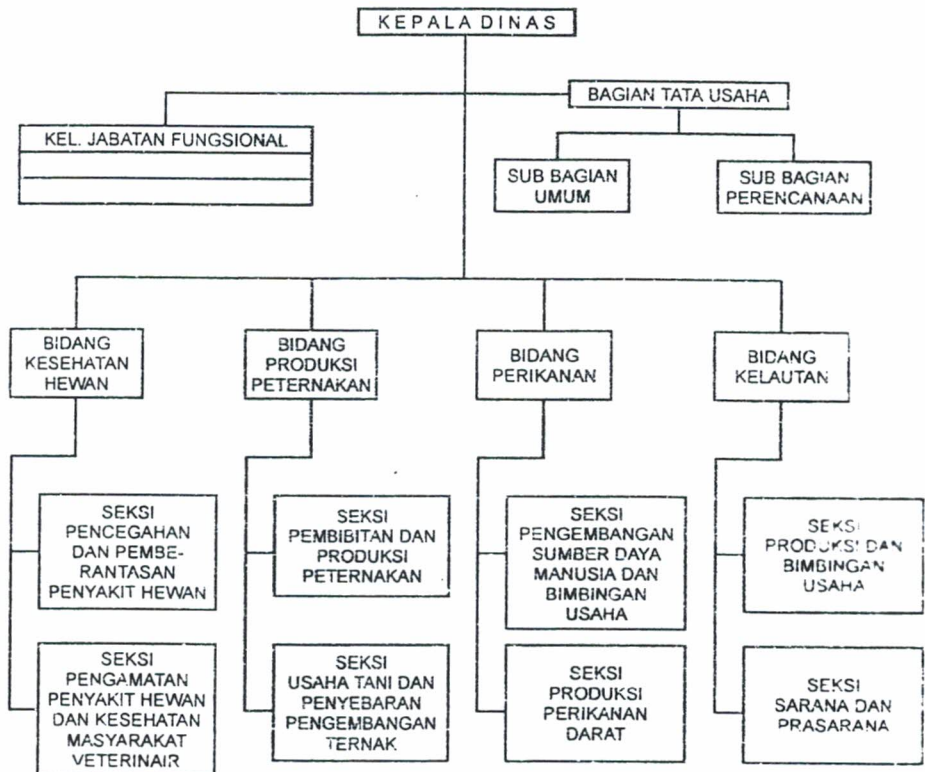 KEPALA DINAS
BAGIAN TATA USAHA
KEL. JABATAN FUNGSIONAL
SUB BAGIAN
UMUM
SUB BAGIAN
PERENCANAAN
BIDANG
KESEHATAN
HEWAN
BIDANG
PRODUKSI
PETERNAKAN
BIDANG
PERIKANAN
BIDANG
KELAUTAN
SEKSI
PENCEGAHAN
DAN PEMBE-
RANTASAN
PENYAKIT HEWAN
SEKSI
PEMBIBITAN DAN
PRODUKSI
PETERNAKAN
SEKSI
PENGEMBANGAN
SUMBER DAYA
MANUSIA DAN
BIMBINGAN
USAHA
SEKSI
PRODUKSI DAN
BIMBINGAN
USAHA
SEKSI
PENGAMATAN
PENYAKIT HEWAN
DAN KESEHATAN
MASYARAKAT
VETERINAIR
SEKSI
USAHA TANI DAN
PENYEBARAN
PENGEMBANGAN
TERNAK
SEKSI
PRODUKSI
PERIKANAN
DARAT
SEKSI
SARANA DAN
PRASARANA